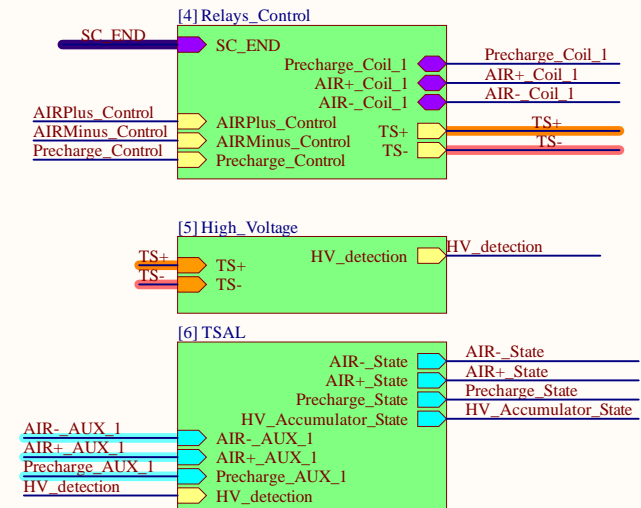 [4] Relays_Control
SC_END
SC_END
Precharge_Coil_1
Precharge_Coil_1
AIR+_Coil_1
AIR+_Coil_1
AIR-_Coil_1
AIR-_Coil_1
AIRPlus_Control
AIRPlus_Control
TS+
TS+
AIRMinus_Control
AIRMinus_Control
TS-
TS-
Precharge_Control
Precharge_Control
[5] High_Voltage
HV_detection
HV_detection
TS+
TS+
TS-
TS-
[6] TSAL
AIR-_State
AIR-_State
AIR+_State
AIR+_State
Precharge_State
Precharge_State
HV_Accumulator_State
HV_Accumulator_State
AIR-_AUX_1
AIR-_AUX_1
AIR+_AUX_1
AIR+_AUX_1
Precharge_AUX_1
Precharge_AUX_1
HV_detection
HV_detection